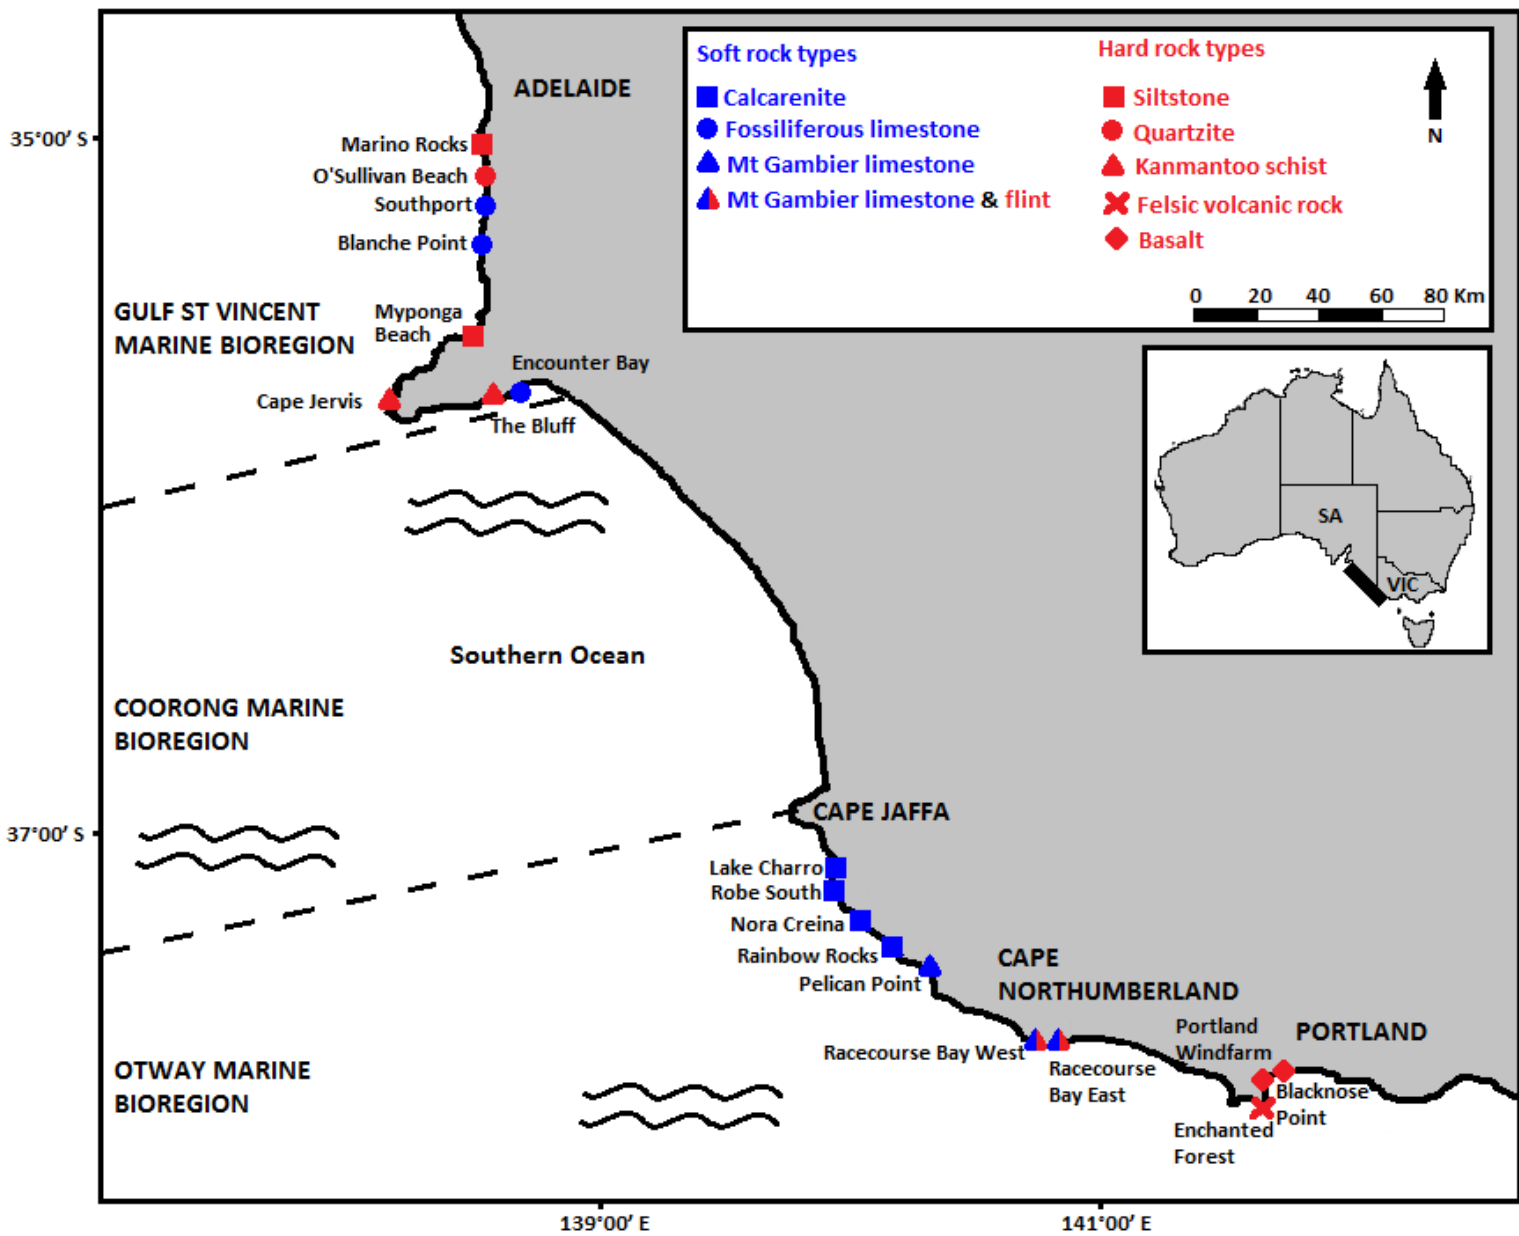 ADELAIDE
35°00' S
Marino Rocks
O'Sullivan Beach
Southport
Blanche Point
GULF ST VINCENT
MARINE BIOREGION
Myponga
Beach
Encounter Bay
Cape Jervis
The Bluff
Soft rock types
Calcarenite
Fossiliferous limestone
Mt Gambier limestone
Mt Gambier limestone & flint
Hard rock types
Siltstone
Quartzite
Kanmantoo schist
Felsic volcanic rock
Basalt
N
0 20 40 60 80 Km
SA
VIC
Southern Ocean
COORONG MARINE
BIOREGION
37°00' S
CAPE JAFFA
Lake Charro
Robe South
Nora Creina
Rainbow Rocks
Pelican Point
CAPE
NORTHUMBERLAND
Racecourse Bay West
Racecourse
Bay East
Portland
Windfarm
PORTLAND
Blacknose
Point
Enchanted
Forest
OTWAY MARINE
BIOREGION
139°00' E
141°00' E